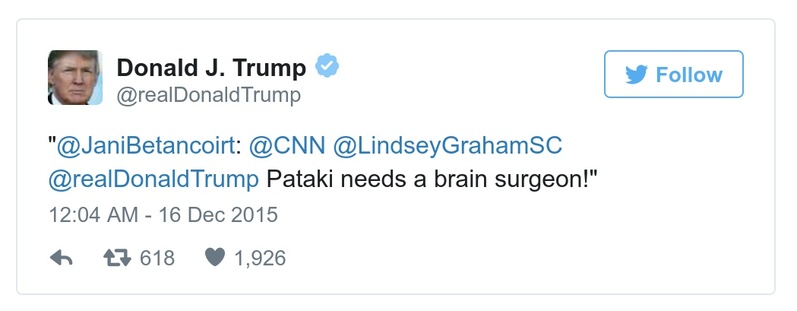 Donald J. Trump
@realDonaldTrump
Follow
"@JaniBetancoirt: @CNN @LindseyGrahamSC
@realDonaldTrump Pataki needs a brain surgeon!"
12:04 AM - 16 Dec 2015
618 1,926